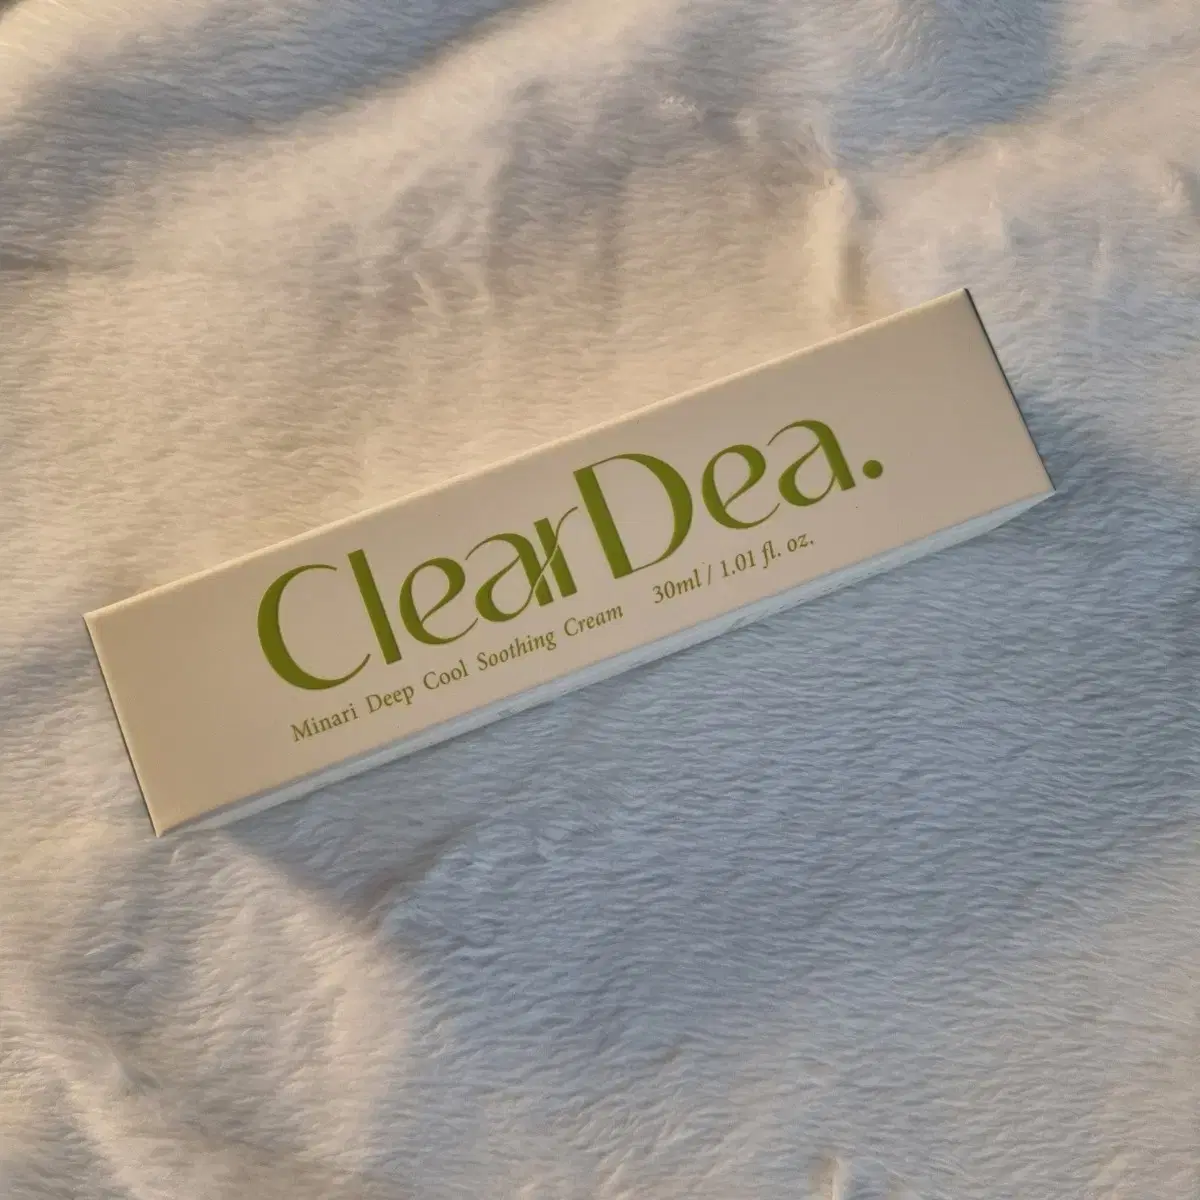 ClearDea.
Minari Deep Cool Soothing Cream 30ml / 1.01 fl. oz.